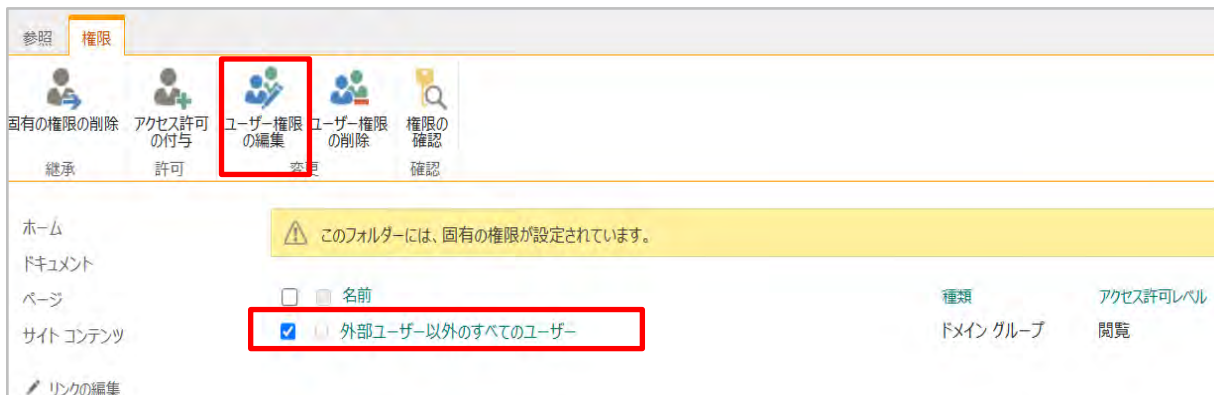 参照 権限
固有の権限の削除 アクセス許可の付与 ユーザー権限の編集 ユーザー権限の削除 権限の確認
継承 許可 変更 確認
ホーム
このフォルダーには、固有の権限が設定されています。
ドキュメント
ページ
名前 種類 アクセス許可レベル
サイト コンテンツ
外部ユーザー以外のすべてのユーザー ドメイン グループ 閲覧
リンクの編集